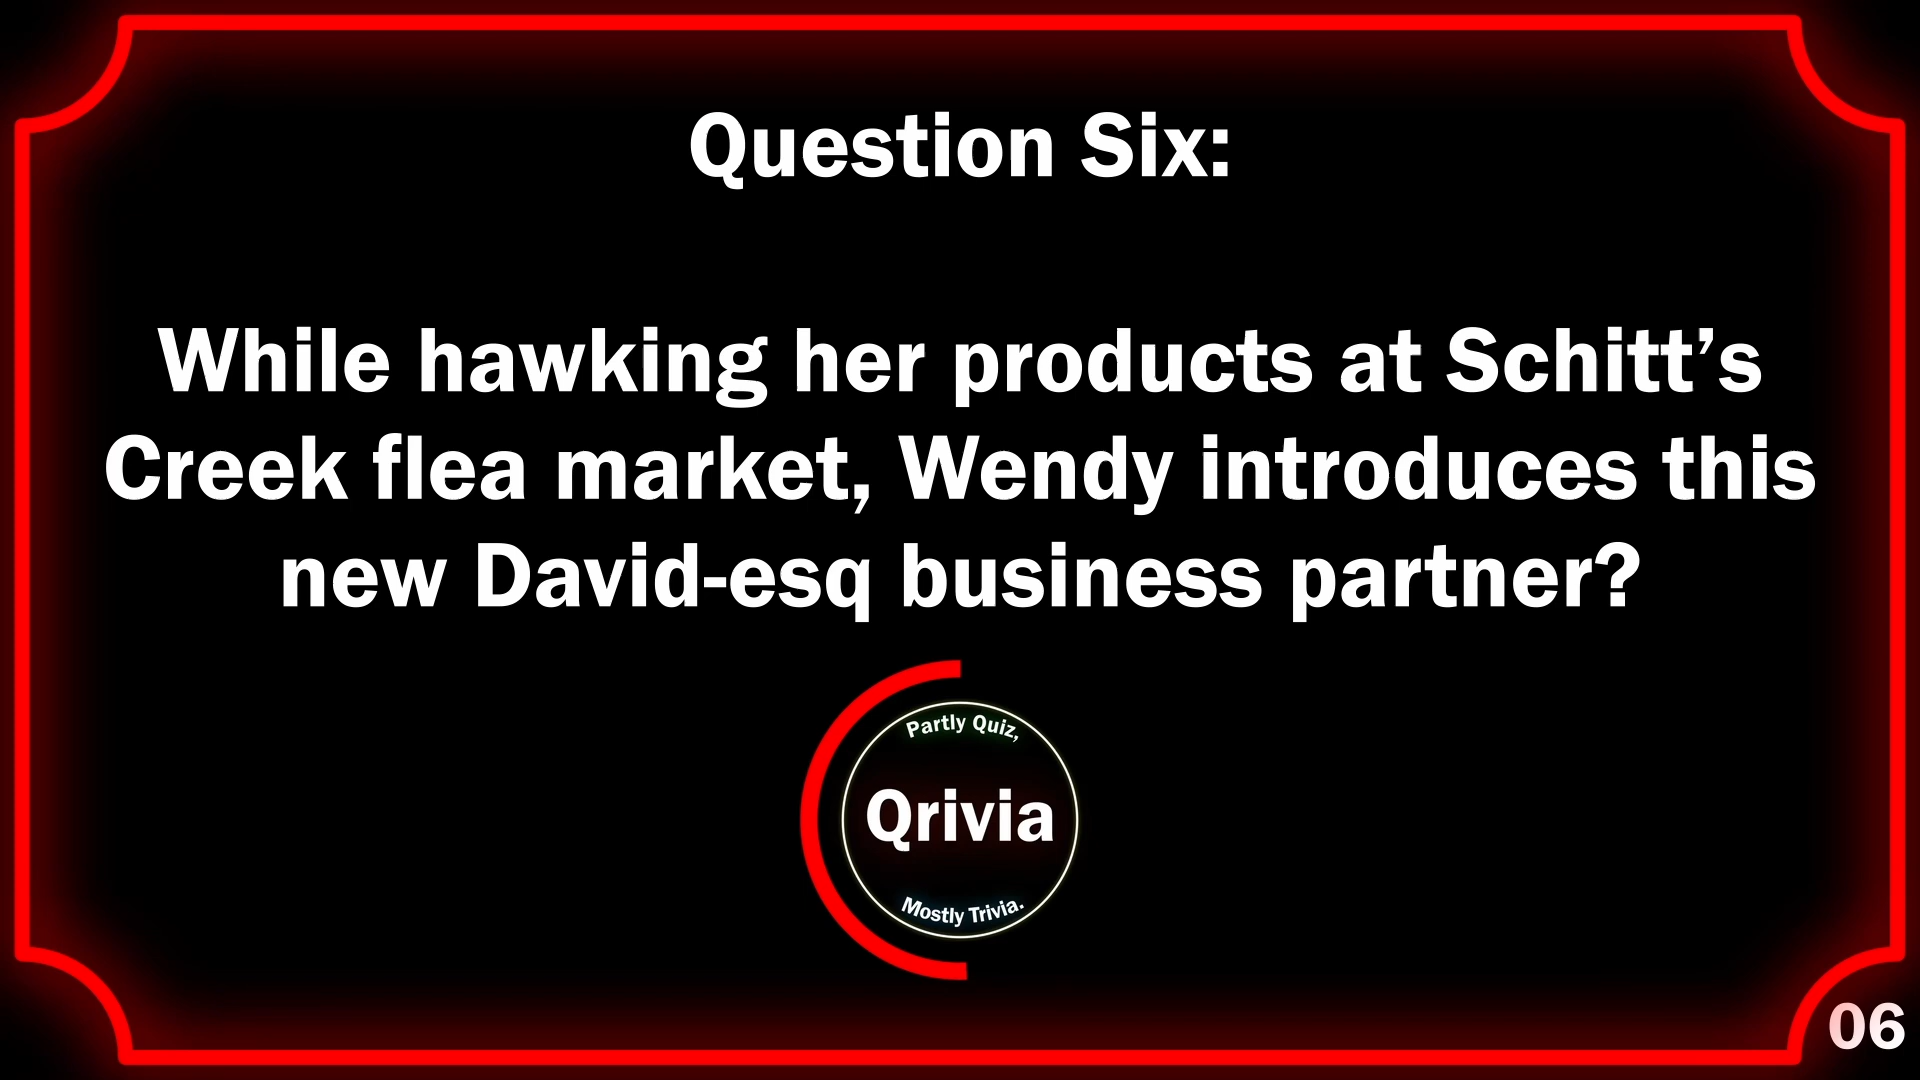 Question Six:
While hawking her products at Schitt’s
Creek flea market, Wendy introduces this
new David-esq business partner?
Partly Quiz,
Qrivia
Mostly Trivia.
06